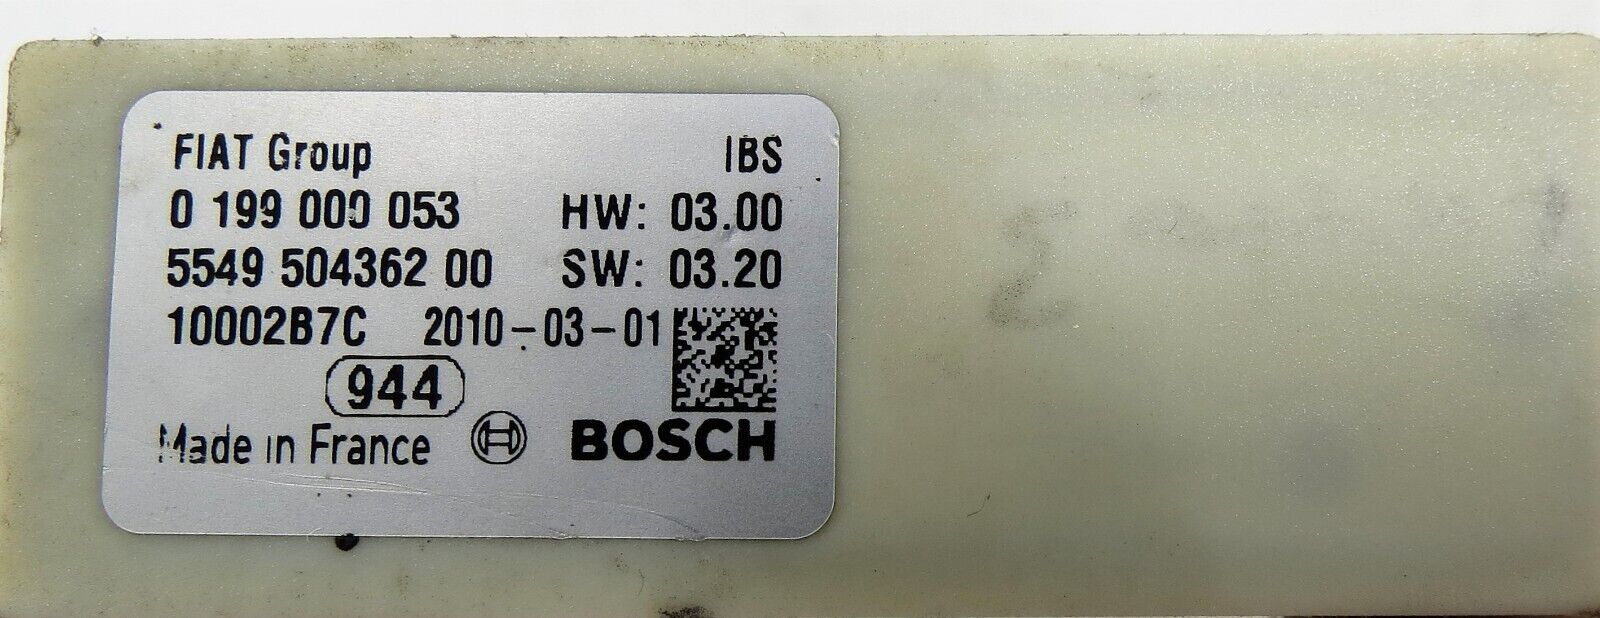 FIAT Group IBS
0 199 000 053 HW: 03.00
5549 504362 00 SW: 03.20
10002B7C 2010-03-01
944
Made in France BOSCH